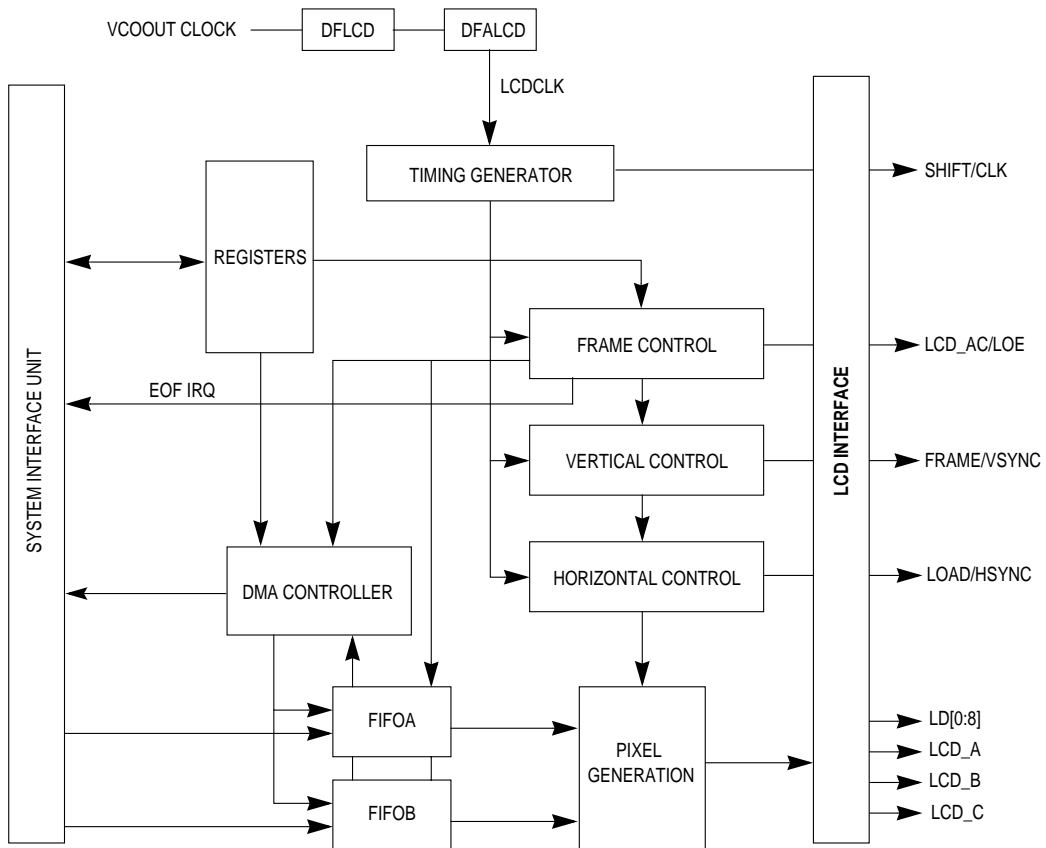 VCOOUT CLOCK
DFLCD
DFALCD
LCDCLK
TIMING GENERATOR
SHIFT/CLK
REGISTERS
FRAME CONTROL
LCD_AC/LOE
EOF IRQ
VERTICAL CONTROL
FRAME/VSYNC
SYSTEM INTERFACE UNIT
LCD INTERFACE
DMA CONTROLLER
HORIZONTAL CONTROL
LOAD/HSYNC
FIFOA
PIXEL
GENERATION
LD[0:8]
LCD_A
LCD_B
LCD_C
FIFOB